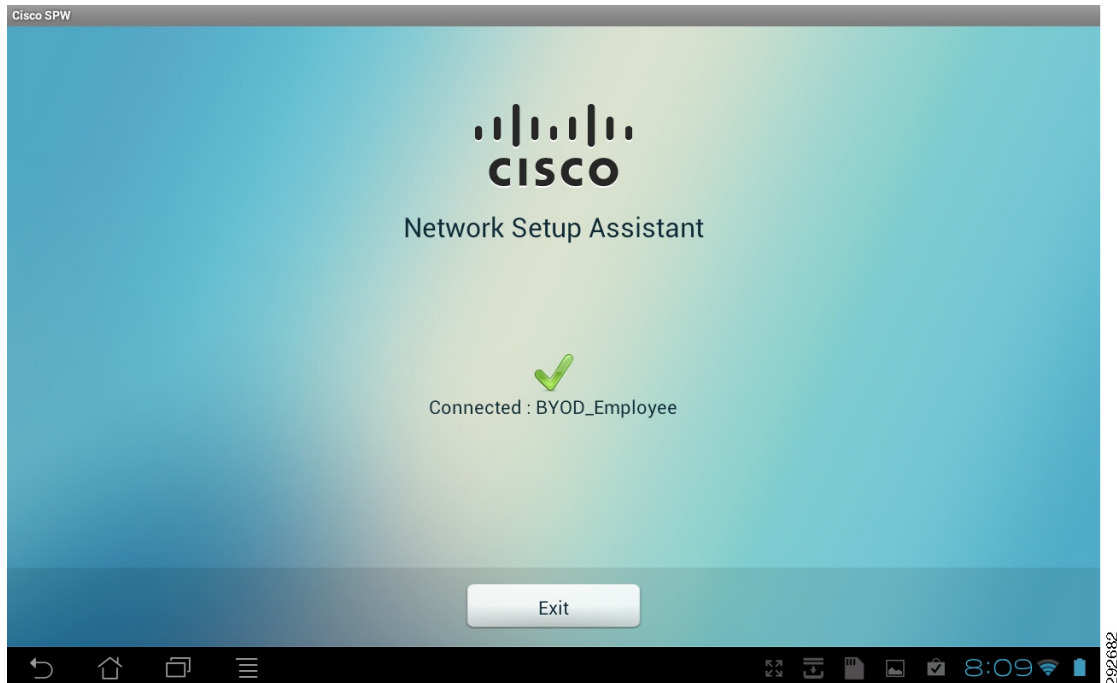 Cisco SPW
CISCO
Network Setup Assistant
Connected : BYOD_Employee
Exit
8:09
292682